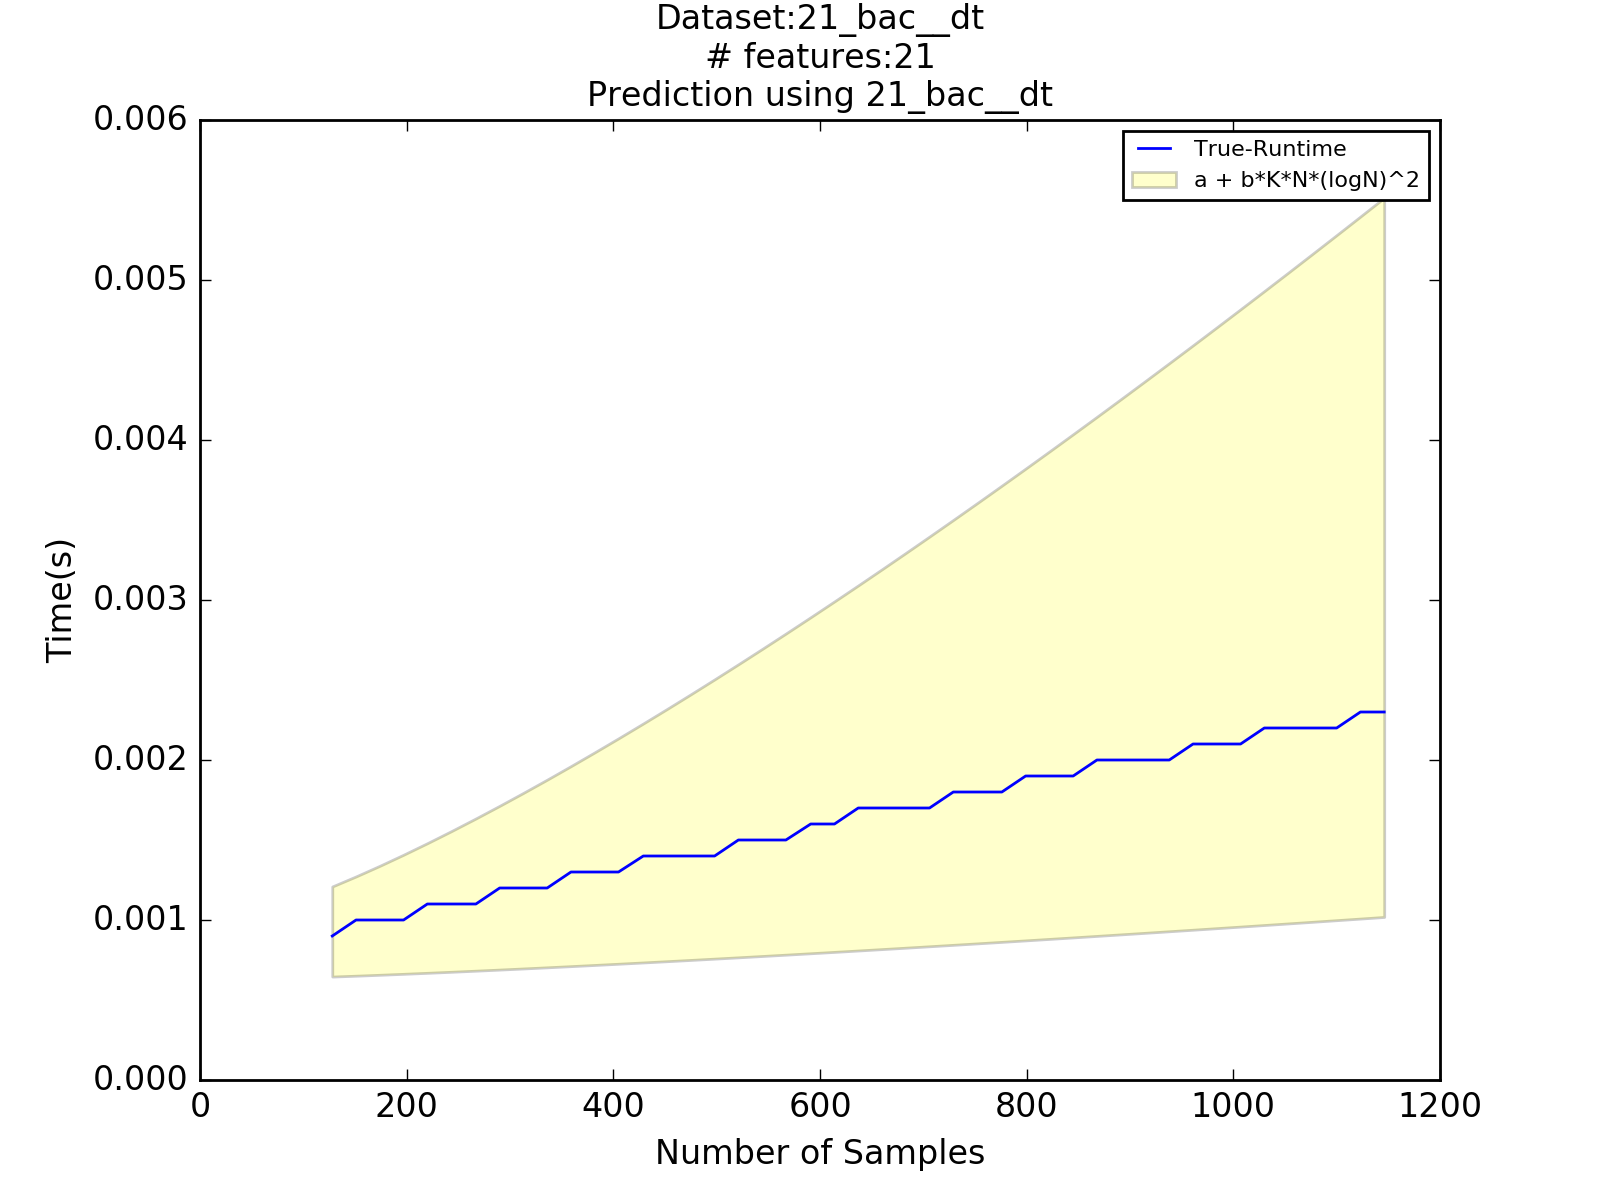 Dataset:21_bac__dt
# features:21
Prediction using 21_bac__dt
True-Runtime
a + b*K*N*(logN)^2
0.006
0.005
0.004
0.003
0.002
0.001
0.000
Time(s)
0 200 400 600 800 1000 1200
Number of Samples